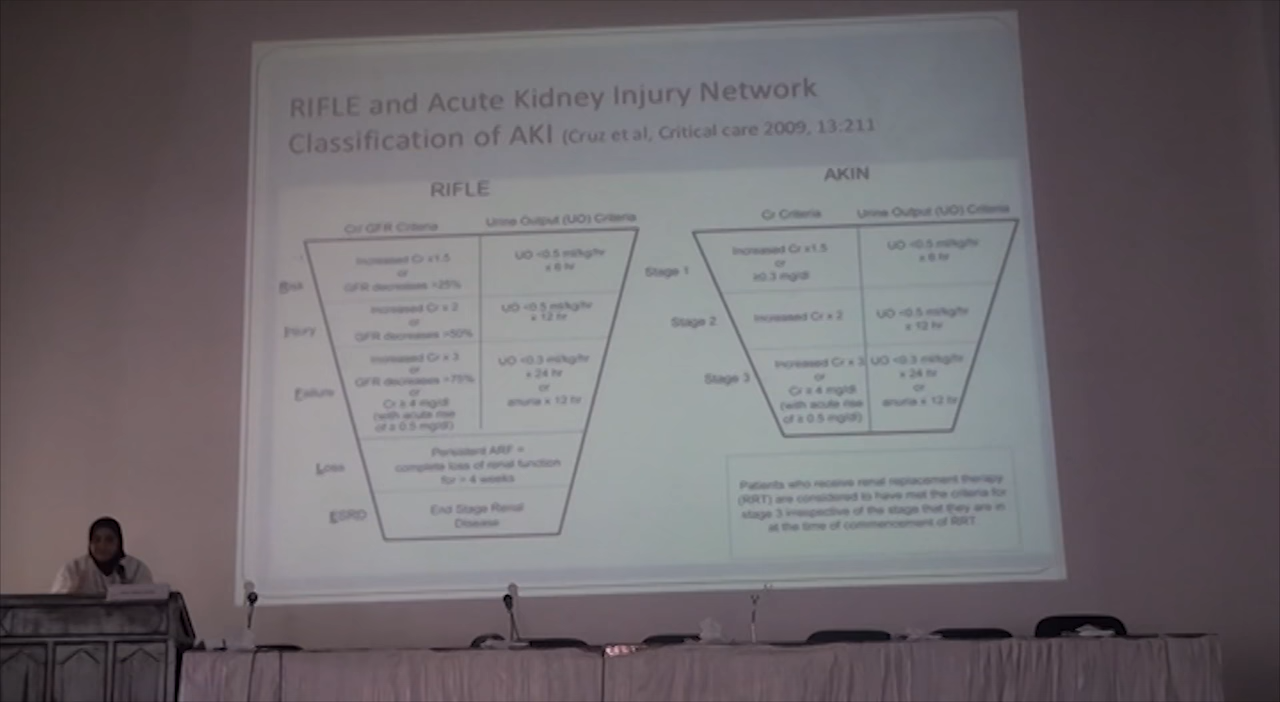 RIFLE and Acute Kidney Injury Network
Classification of AKI (Cruz et al, Critical care 2009, 13:211
RIFLE
Cr/ GFR Criteria
Urine Output (UO) Criteria
Risk
Increased Cr x1.5
or
GFR decreases >25%
UO <0.5 ml/kg/hr
x 6 hr
Injury
Increased Cr x 2
or
GFR decreases >50%
UO <0.5 ml/kg/hr
x 12 hr
Failure
Increased Cr x 3
or
GFR decreases >75%
or
Cr ≥ 4 mg/dl
(with acute rise
of ≥ 0.5 mg/dl)
UO <0.3 ml/kg/hr
x 24 hr
or
anuria x 12 hr
Loss
Persistent ARF =
complete loss of renal function
for > 4 weeks
ESRD
End Stage Renal
Disease
AKIN
Cr Criteria
Urine Output (UO) Criteria
Stage 1
Increased Cr x1.5
or
≥0.3 mg/dl
UO <0.5 ml/kg/hr
x 6 hr
Stage 2
Increased Cr x 2
UO <0.5 ml/kg/hr
x 12 hr
Stage 3
Increased Cr x 3
or
Cr ≥ 4 mg/dl
(with acute rise
of ≥ 0.5 mg/dl)
UO <0.3 ml/kg/hr
x 24 hr
or
anuria x 12 hr
Patients who receive renal replacement therapy
(RRT) are considered to have met the criteria for
stage 3 irrespective of the stage that they are in
at the time of commencement of RRT